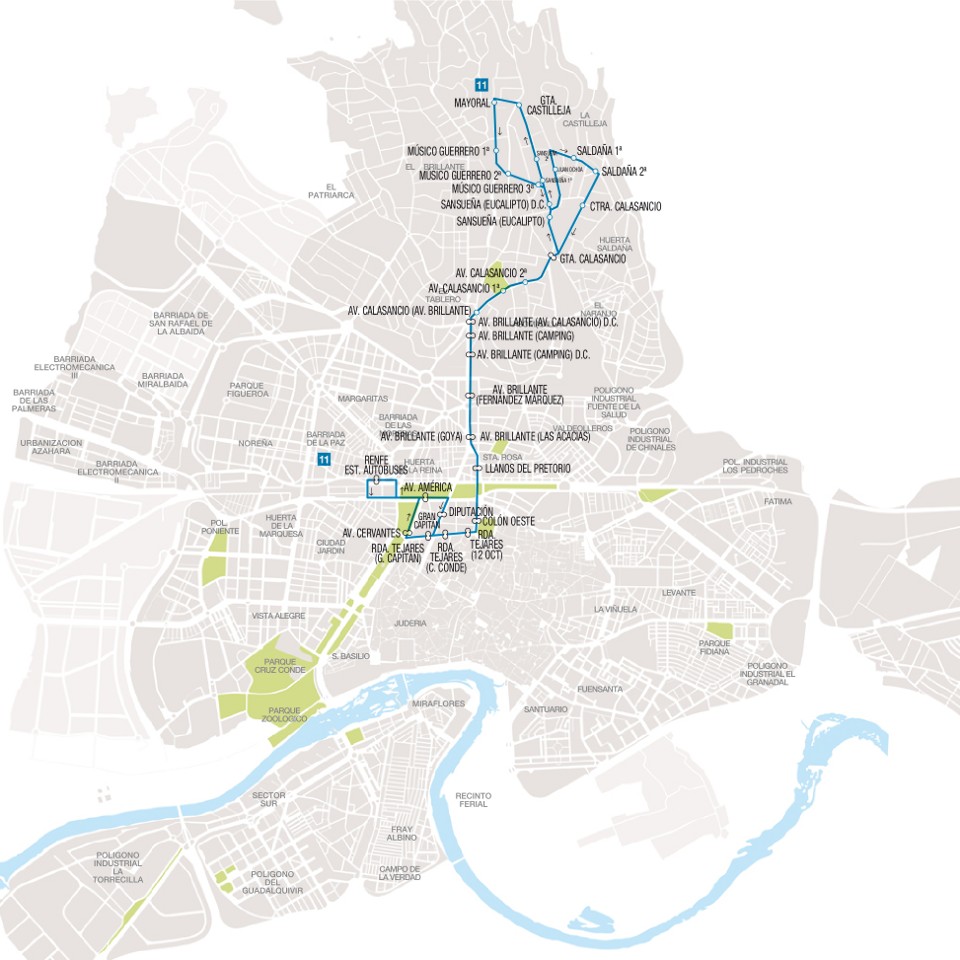 11
MAYORAL
GTA.
CASTILLEJA
LA
CASTILLEJA
MÚSICO GUERRERO 1ª
SALDAÑA 1ª
EL BRILLANTE
JUAN OCHOA
SALDAÑA 2ª
MÚSICO GUERRERO 2ª
SANSUEÑA 1ª
MÚSICO GUERRERO 3ª
EL
PATRIARCA
SANSUEÑA (EUCALIPTO) D.C.
CTRA. CALASANCIO
SANSUEÑA (EUCALIPTO)
HUERTA
SALDAÑA
GTA. CALASANCIO
AV. CALASANCIO 2ª
AV. CALASANCIO 1ª
EL
TABLERO
AV. CALASANCIO (AV. BRILLANTE)
EL
NARANJO
BARRIADA DE
SAN RAFAEL DE
LA ALBAIDA
AV. BRILLANTE (AV. CALASANCIO) D.C.
AV. BRILLANTE (CAMPING)
AV. BRILLANTE (CAMPING) D.C.
BARRIADA
ELECTROMECANICA
III
BARRIADA
MIRALBAIDA
BARRIADA
DE LAS
PALMERAS
PARQUE
FIGUEROA
MARGARITAS
AV. BRILLANTE
(FERNÁNDEZ MÁRQUEZ)
POLIGONO
INDUSTRIAL
FUENTE DE LA
SALUD
BARRIADA
DE LAS
VALDEOLLEROS
POLIGONO
INDUSTRIAL
DE CHINALES
URBANIZACION
AZAHARA
NOREÑA
BARRIADA
DE LA PAZ
AV. BRILLANTE (GOYA)
AV. BRILLANTE (LAS ACACIAS)
STA. ROSA
BARRIADA
ELECTROMECANICA
II
11
RENFE
EST. AUTOBUSES
HUERTA
DE LA REINA
LLANOS DEL PRETORIO
POL. INDUSTRIAL
LOS PEDROCHES
AV. AMÉRICA
FATIMA
POL.
PONIENTE
HUERTA
DE LA
MARQUESA
GRAN
CAPITÁN
DIPUTACIÓN
COLÓN OESTE
CIUDAD
JARDIN
AV. CERVANTES
RDA. TEJARES
(G. CAPITAN)
RDA.
TEJARES
(C. CONDE)
RDA.
TEJARES
(12 OCT)
LEVANTE
LA VIÑUELA
VISTA ALEGRE
JUDERIA
PARQUE
FIDIANA
S. BASILIO
PARQUE
CRUZ CONDE
POLIGONO
INDUSTRIAL EL
GRANADAL
FUENSANTA
MIRAFLORES
SANTUARIO
PARQUE
ZOOLOGICO
SECTOR
SUR
RECINTO
FERIAL
FRAY
ALBINO
POLIGONO
INDUSTRIAL
LA
TORRECILLA
POLIGONO
DEL
GUADALQUIVIR
CAMPO DE
LA VERDAD